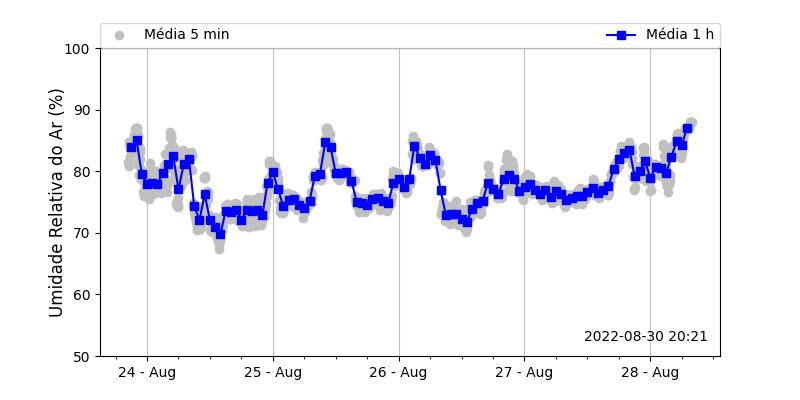 Média 5 min
Média 1 h
Umidade Relativa do Ar (%)
100
90
80
70
60
50
2022-08-30 20:21
24 - Aug
25 - Aug
26 - Aug
27 - Aug
28 - Aug